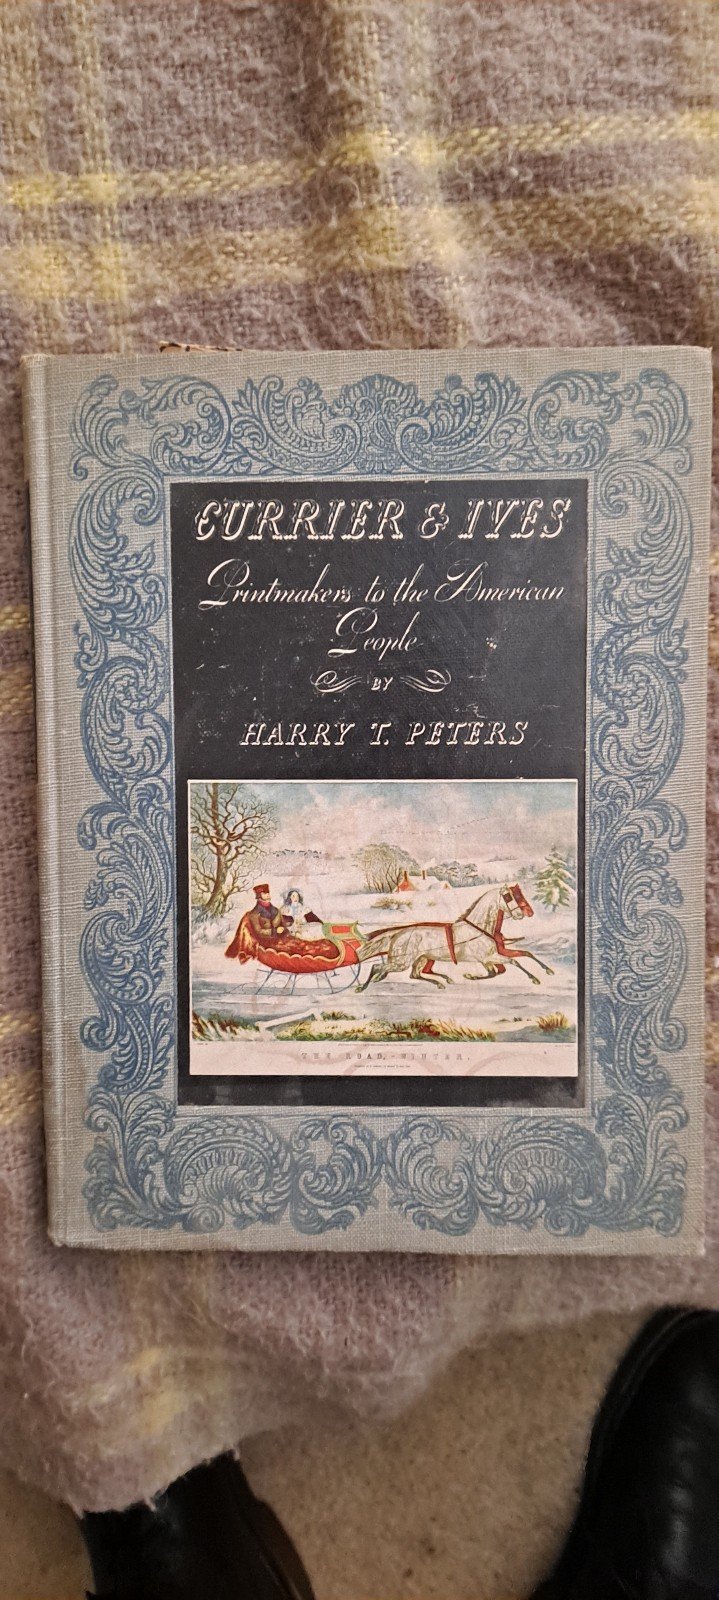 CURRIER & IVES
Printmakers to the American
People
BY
HARRY T. PETERS
THE ROAD,-WINTER.